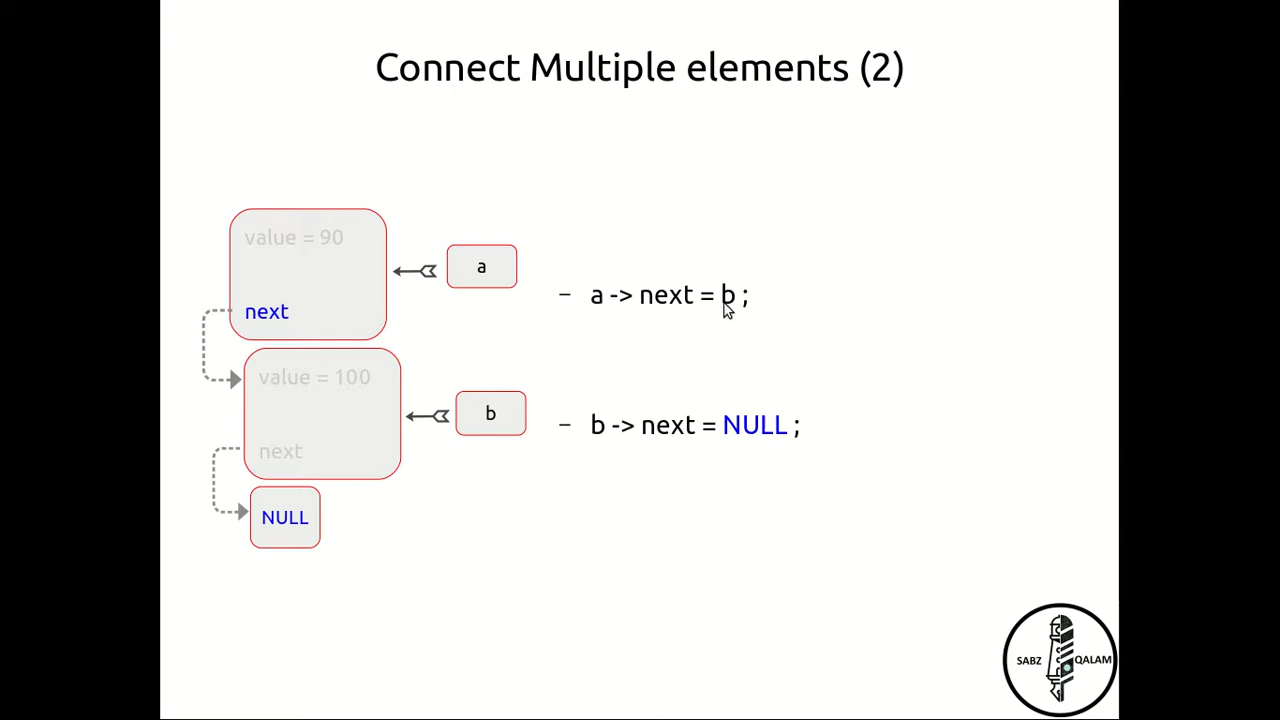 Connect Multiple elements (2)
value = 90
a
next
– a -> next = b ;
value = 100
b
– b -> next = NULL ;
next
NULL
SABZ QALAM